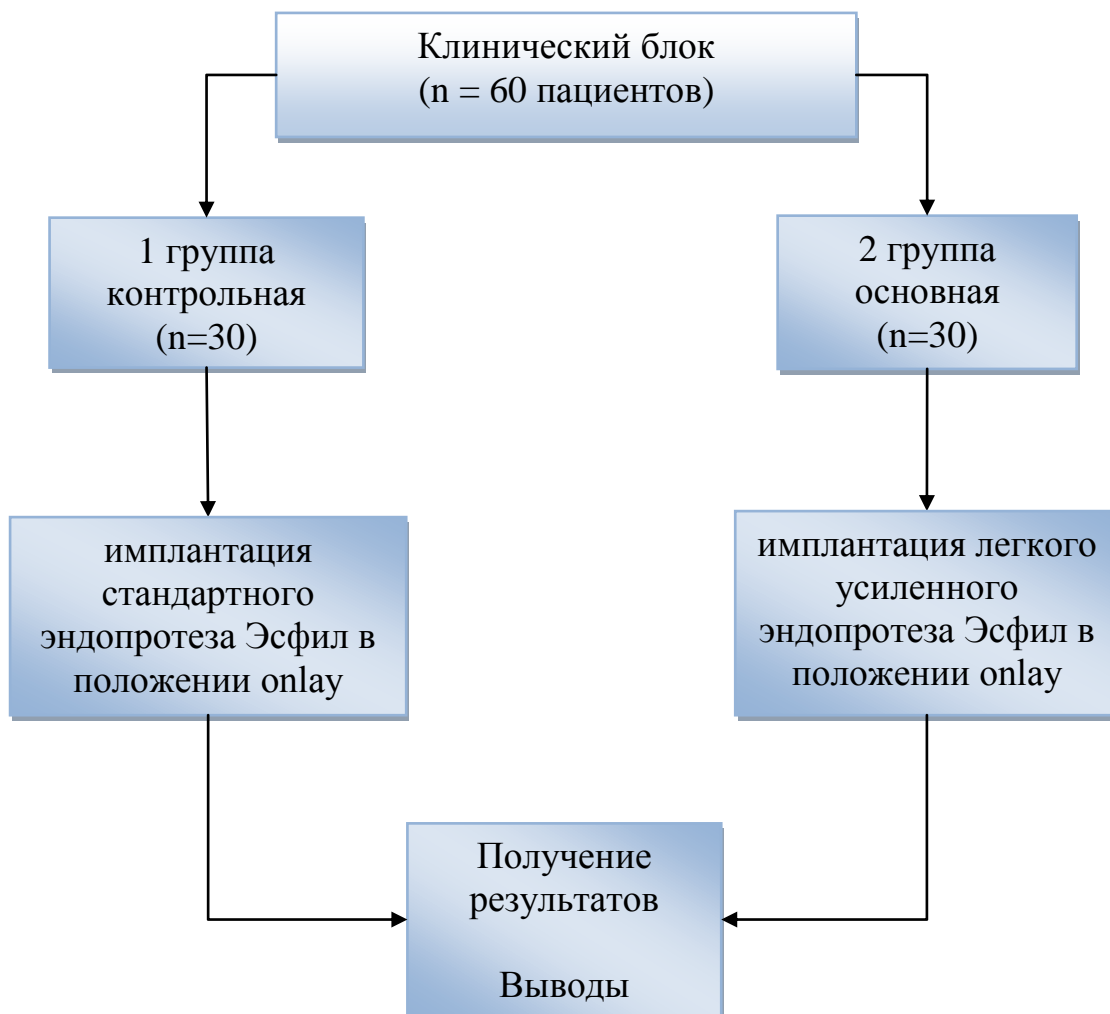 Клинический блок
(n = 60 пациентов)
1 группа
контрольная
(n=30)
2 группа
основная
(n=30)
имплантация
стандартного
эндопротеза Эсфил в
положении onlay
имплантация легкого
усиленного
эндопротеза Эсфил в
положении onlay
Получение
результатов
Выводы